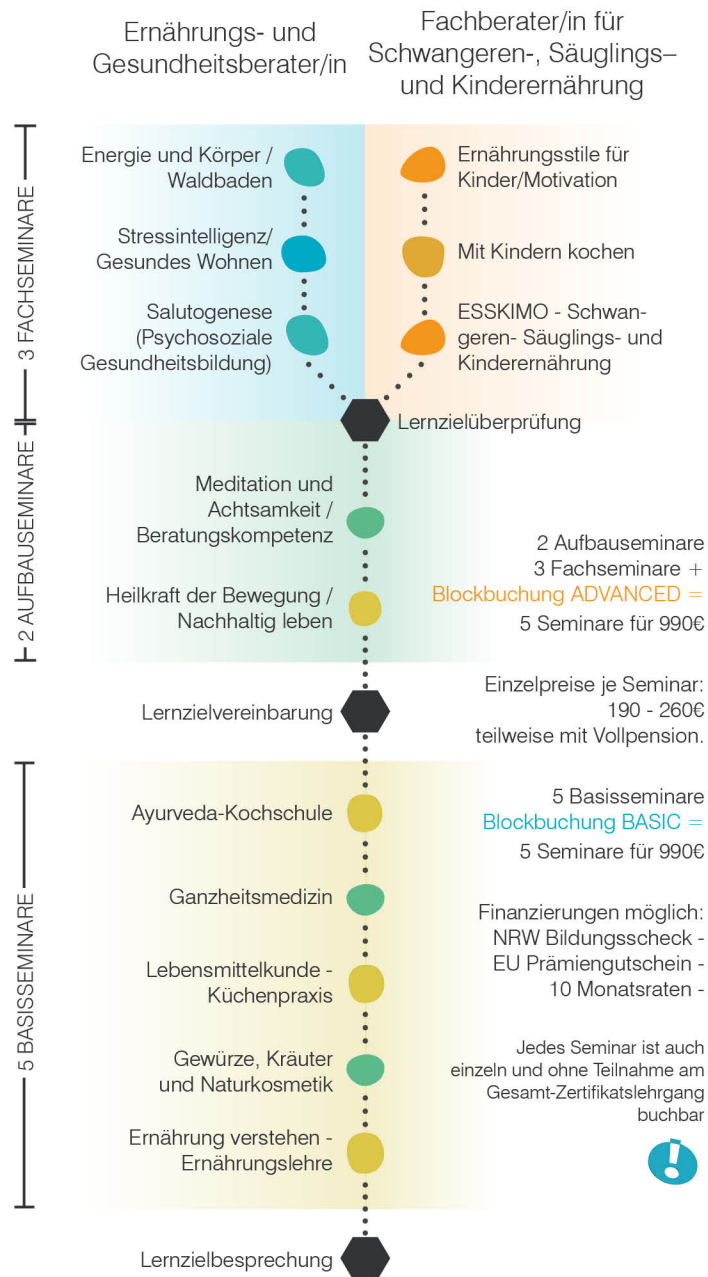 Ernährungs- und
Gesundheitsberater/in
Fachberater/in für
Schwangeren-, Säuglings–
und Kinderernährung
3 FACHSEMINARE
Energie und Körper /
Waldbaden
Stressintelligenz/
Gesundes Wohnen
Salutogenese
(Psychosoziale
Gesundheitsbildung)
Ernährungsstile für
Kinder/Motivation
Mit Kindern kochen
ESSKIMO - Schwan-
geren- Säuglings- und
Kinderernährung
Lernzielüberprüfung
2 AUFBAUSEMINARE
Meditation und
Achtsamkeit /
Beratungskompetenz
Heilkraft der Bewegung /
Nachhaltig leben
2 Aufbauseminare
3 Fachseminare +
Blockbuchung ADVANCED =
5 Seminare für 990€
Lernzielvereinbarung
Einzelpreise je Seminar:
190 - 260€
teilweise mit Vollpension.
5 BASISSEMINARE
Ayurveda-Kochschule
Ganzheitsmedizin
Lebensmittelkunde -
Küchenpraxis
Gewürze, Kräuter
und Naturkosmetik
Ernährung verstehen -
Ernährungslehre
5 Basisseminare
Blockbuchung BASIC =
5 Seminare für 990€
Finanzierungen möglich:
NRW Bildungsscheck -
EU Prämiengutschein -
10 Monatsraten -
Jedes Seminar ist auch
einzeln und ohne Teilnahme am
Gesamt-Zertifikatslehrgang
buchbar
!
Lernzielbesprechung